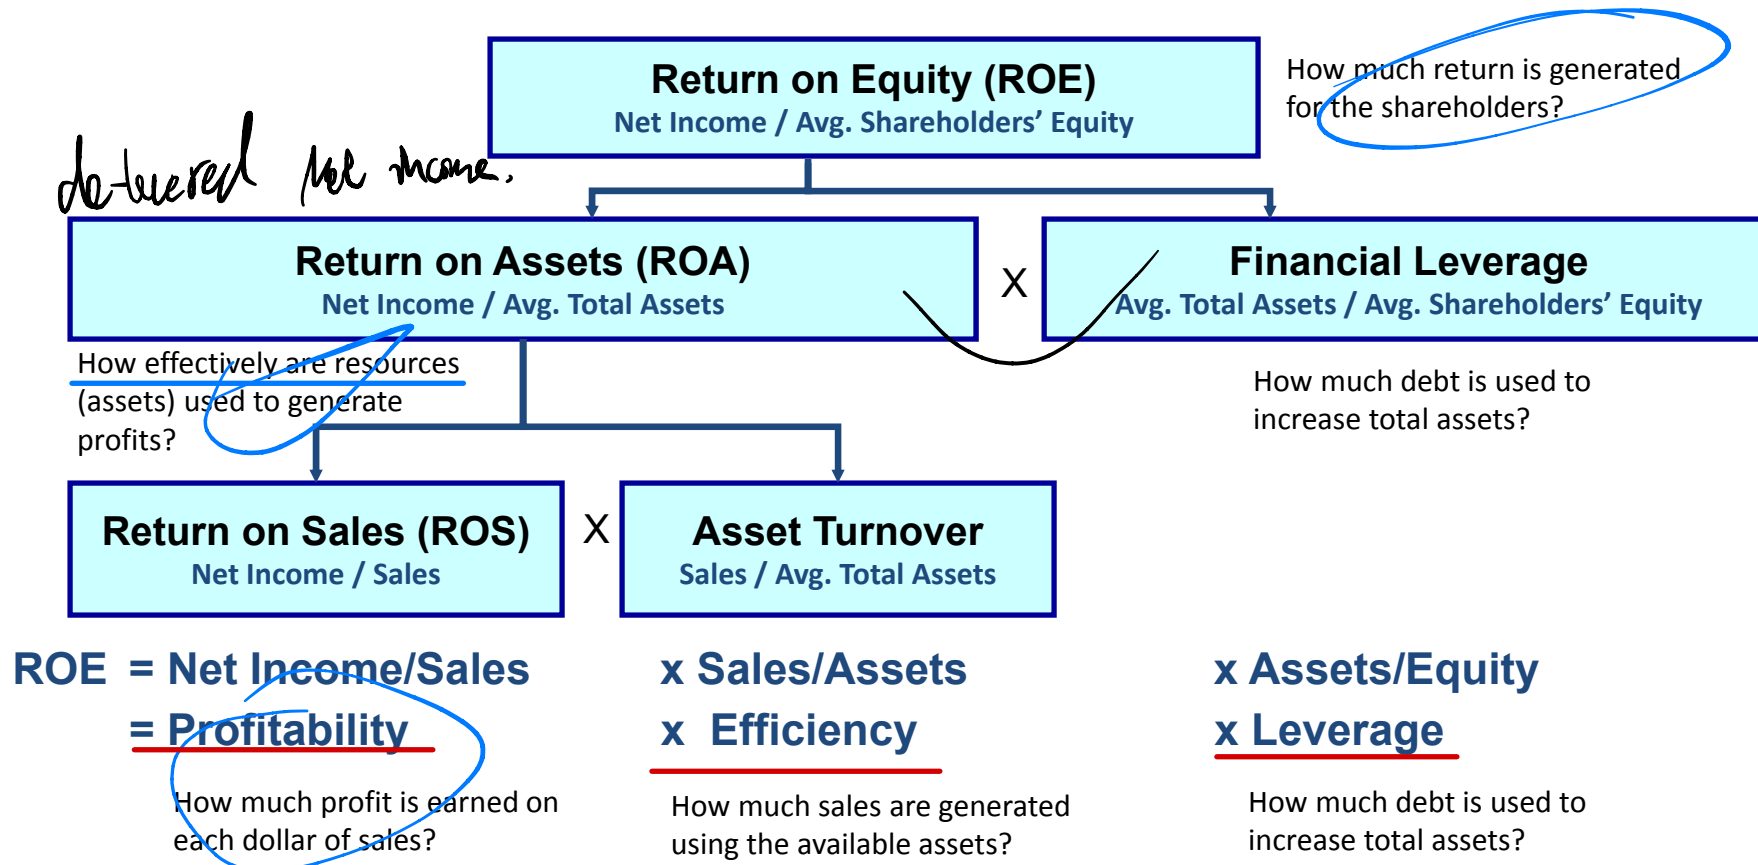 Return on Equity (ROE)
Net Income / Avg. Shareholders’ Equity
How much return is generated
for the shareholders?
de-levered Net income.
Return on Assets (ROA)
Net Income / Avg. Total Assets
X
Financial Leverage
Avg. Total Assets / Avg. Shareholders’ Equity
How effectively are resources
(assets) used to generate
profits?
How much debt is used to
increase total assets?
Return on Sales (ROS)
Net Income / Sales
X
Asset Turnover
Sales / Avg. Total Assets
ROE = Net Income/Sales x Sales/Assets x Assets/Equity
= Profitability x Efficiency x Leverage
How much profit is earned on
each dollar of sales?
How much sales are generated
using the available assets?
How much debt is used to
increase total assets?